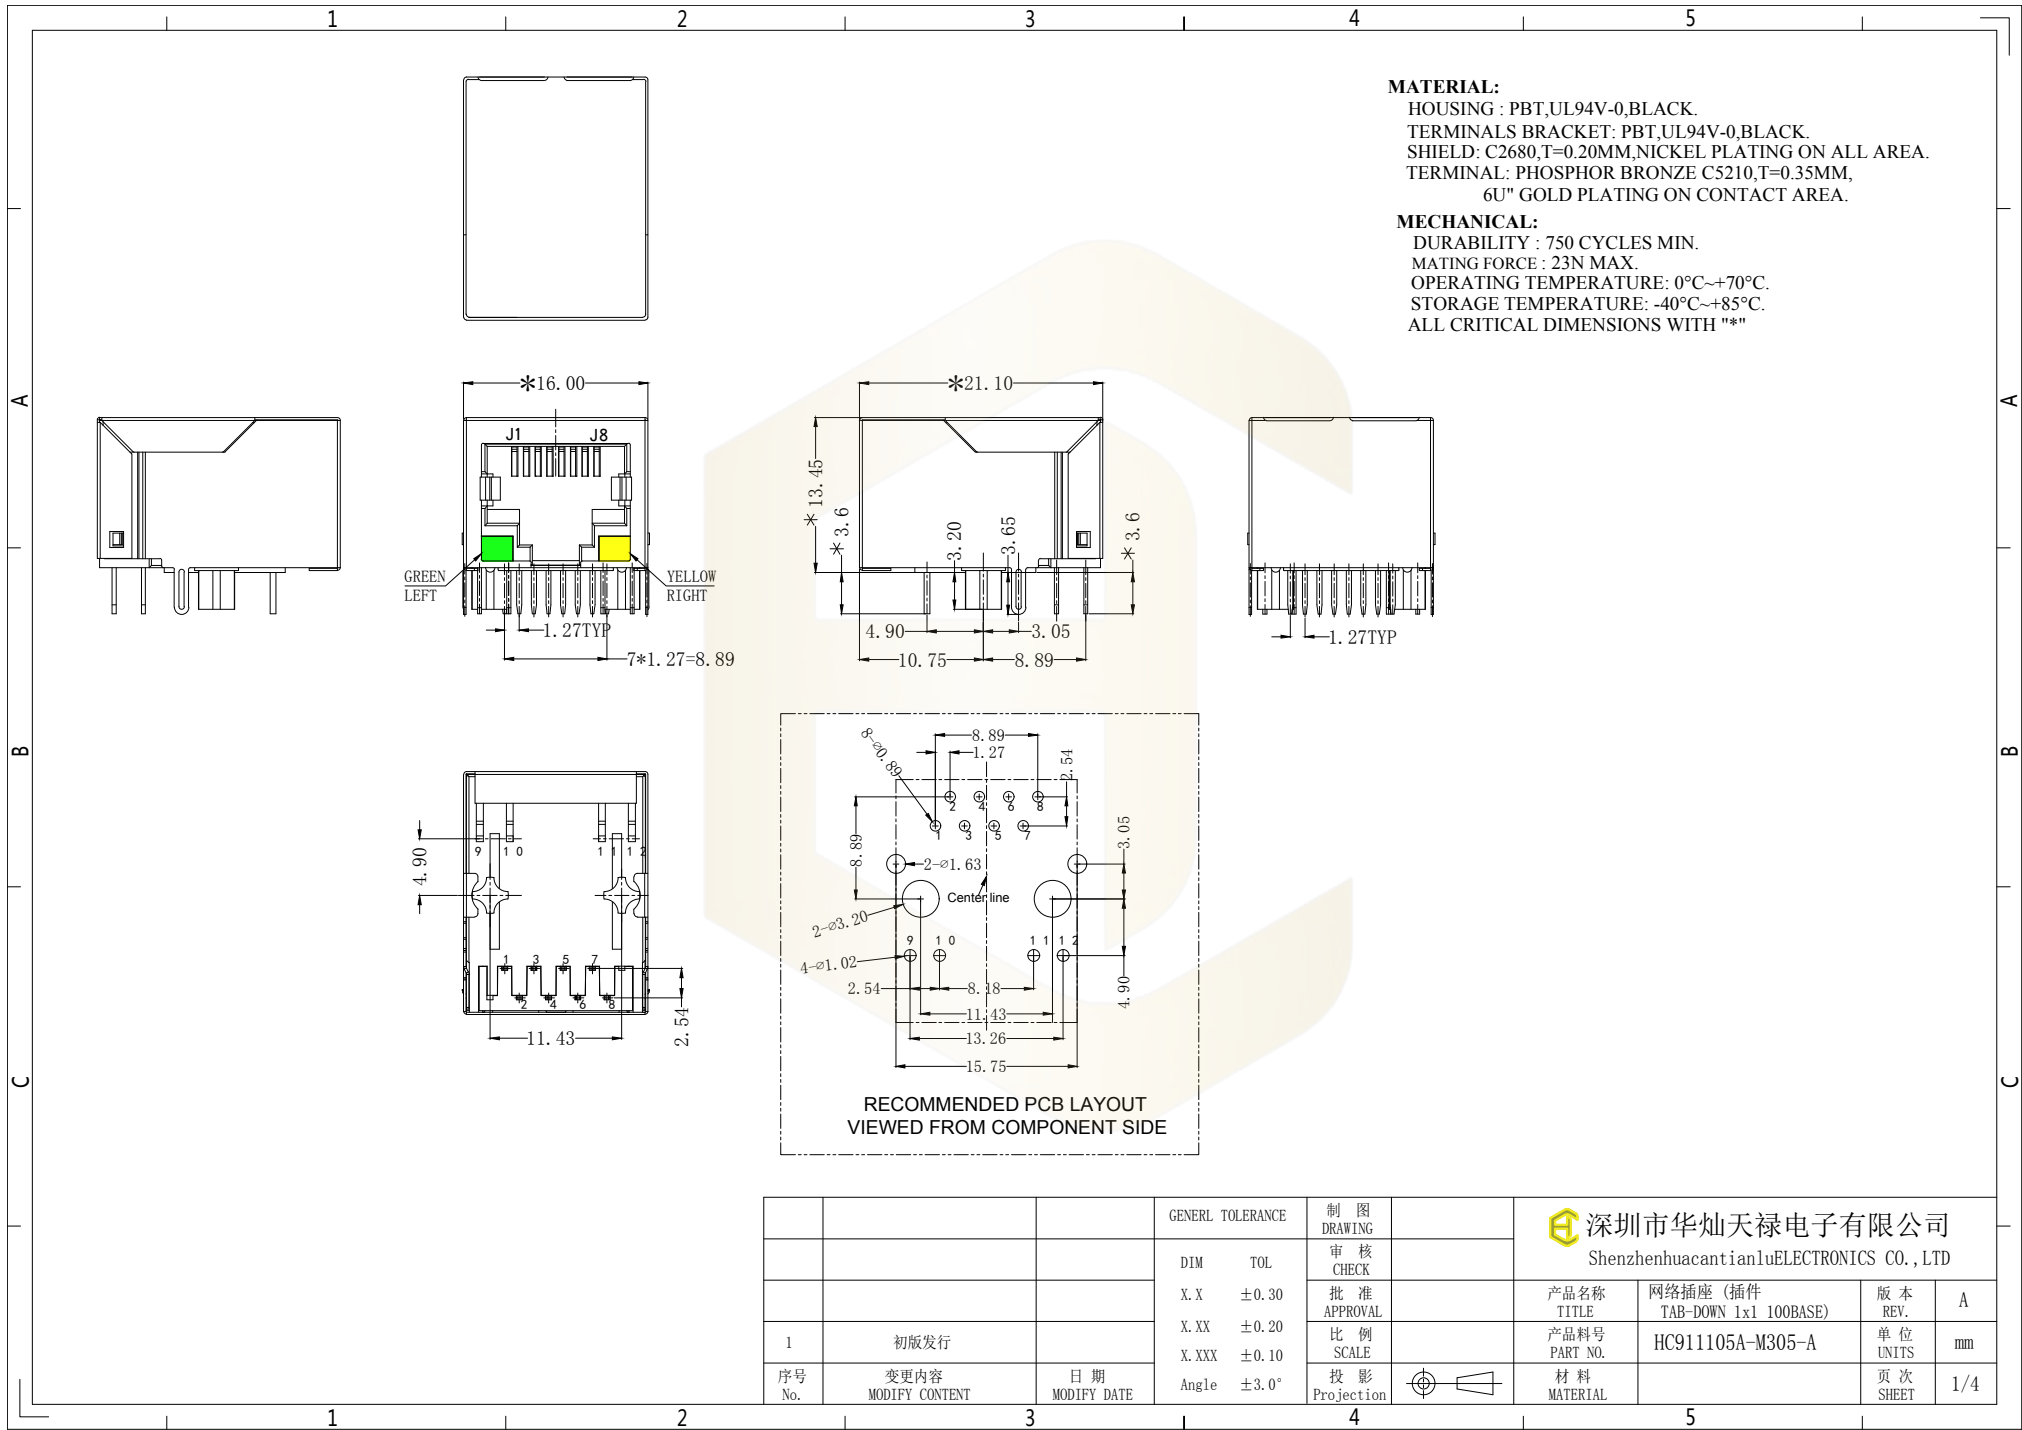 1 2 3 4 5
MATERIAL:
HOUSING : PBT,UL94V-0,BLACK.
TERMINALS BRACKET: PBT,UL94V-0,BLACK.
SHIELD: C2680,T=0.20MM,NICKEL PLATING ON ALL AREA.
TERMINAL: PHOSPHOR BRONZE C5210,T=0.35MM,
6U" GOLD PLATING ON CONTACT AREA.
MECHANICAL:
DURABILITY : 750 CYCLES MIN.
MATING FORCE : 23N MAX.
OPERATING TEMPERATURE: 0°C~+70°C.
STORAGE TEMPERATURE: -40°C~+85°C.
ALL CRITICAL DIMENSIONS WITH "*"
A A
*16.00
J1 J8
GREEN
LEFT
YELLOW
RIGHT
1.27TYP
7*1.27=8.89
*21.10
*13.45
*3.6
3.20
3.65
*3.6
4.90
3.05
10.75
8.89
1.27TYP
B B
4.90
9 10 11 12
1 3 5 7
2 4 6 8
11.43
2.54
8.89
1.27
8-⌀0.89
2.54
2 4 6 8
1 3 5 7
8.89
3.05
2-⌀1.63
Center line
2-⌀3.20
9 10 11 12
4-⌀1.02
4.90
2.54
8.18
11.43
13.26
15.75
C C
RECOMMENDED PCB LAYOUT
VIEWED FROM COMPONENT SIDE
GENERL TOLERANCE
DIM TOL
X.X ±0.30
X.XX ±0.20
X.XXX ±0.10
Angle ±3.0°
1 初版发行
序号 变更内容 日 期
No. MODIFY CONTENT MODIFY DATE
制 图
DRAWING
审 核
CHECK
批 准
APPROVAL
比 例
SCALE
投 影
Projection
深圳市华灿天禄电子有限公司
ShenzhenhuacantianluELECTRONICS CO.,LTD
产品名称
TITLE
网络插座 (插件
TAB-DOWN 1x1 100BASE)
版 本
REV.
A
产品料号
PART NO.
HC911105A-M305-A
单 位
UNITS
mm
材 料
MATERIAL
页 次
SHEET
1/4
1 2 3 4 5